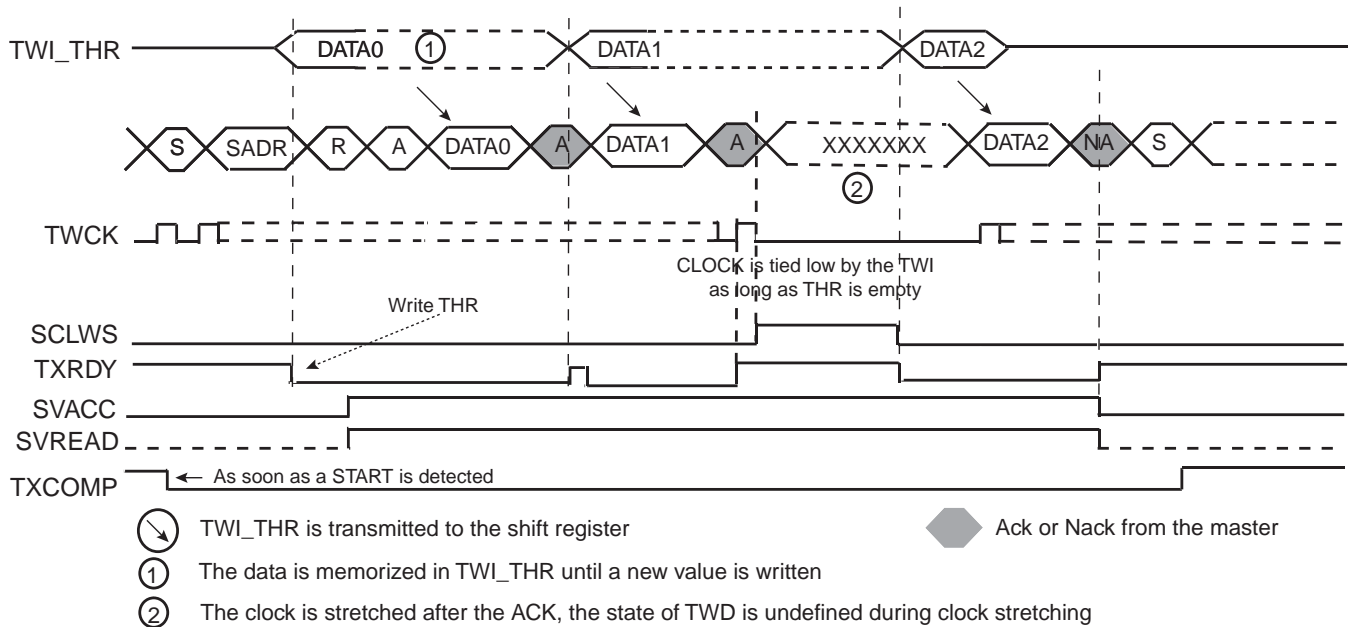 TWI_THR DATA0 1 DATA1 DATA2
S SADR R A DATA0 A DATA1 A XXXXXXX DATA2 NA S
2
TWCK
CLOCK is tied low by the TWI
as long as THR is empty
Write THR
SCLWS
TXRDY
SVACC
SVREAD
As soon as a START is detected
TXCOMP
TWI_THR is transmitted to the shift register
Ack or Nack from the master
1 The data is memorized in TWI_THR until a new value is written
2 The clock is stretched after the ACK, the state of TWD is undefined during clock stretching